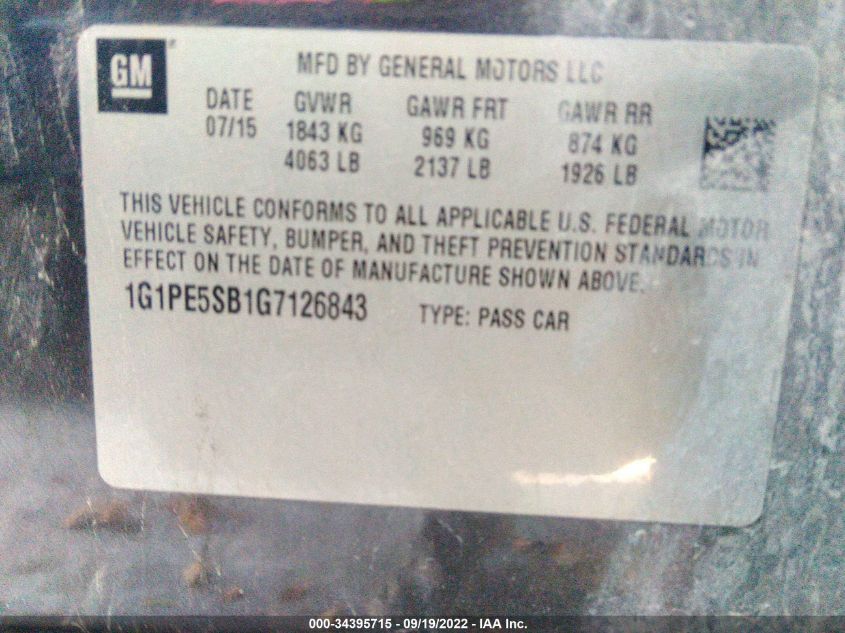 GM
MFD BY GENERAL MOTORS LLC
DATE GVWR GAWR FRT GAWR RR
07/15 1843 KG 969 KG 874 KG
4063 LB 2137 LB 1926 LB
THIS VEHICLE CONFORMS TO ALL APPLICABLE U.S. FEDERAL MOTOR
VEHICLE SAFETY, BUMPER, AND THEFT PREVENTION STANDARDS IN
EFFECT ON THE DATE OF MANUFACTURE SHOWN ABOVE.
1G1PE5SB1G7126843 TYPE: PASS CAR
000-34395715 - 09/19/2022 - IAA Inc.